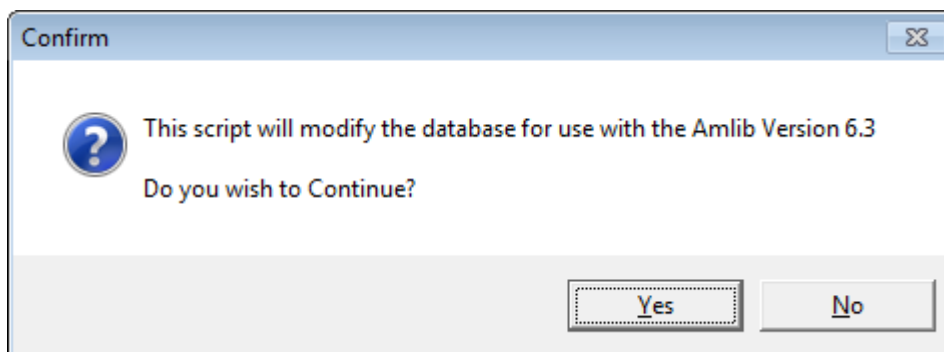 Confirm
This script will modify the database for use with the Amlib Version 6.3
Do you wish to Continue?
Yes No